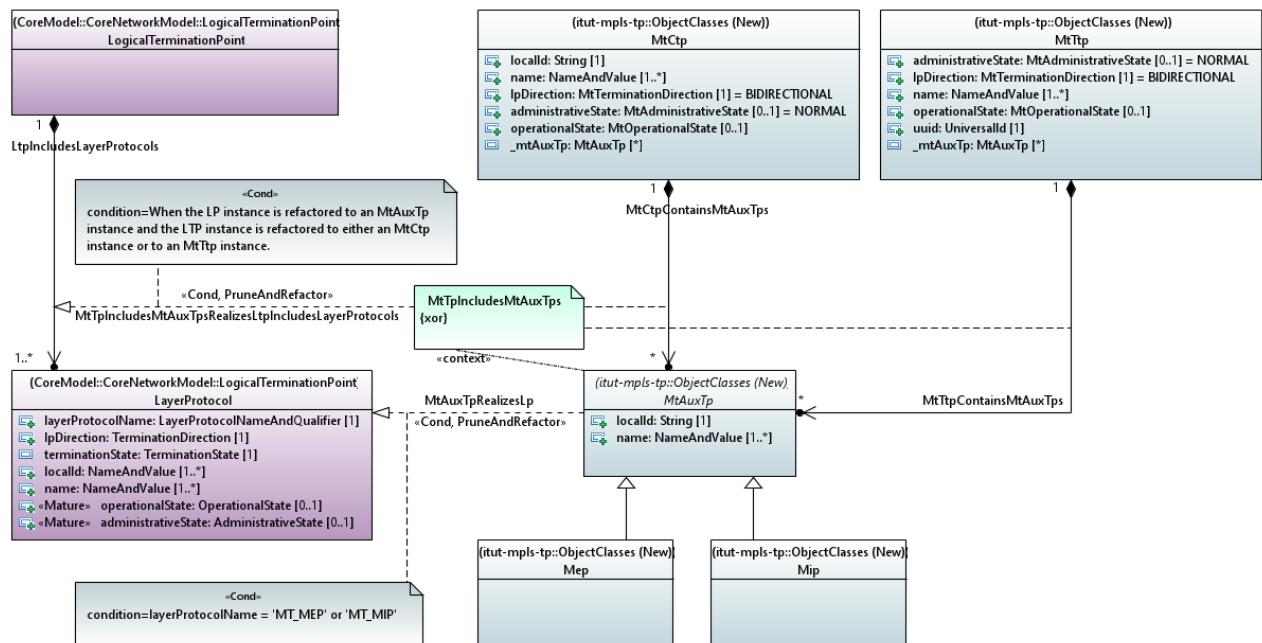 (CoreModel::CoreNetworkModel::LogicalTerminationPoint
LogicalTerminationPoint
1
LtpIncludesLayerProtocols
(itut-mpls-tp::ObjectClasses (New))
MtCtp
localId: String [1]
name: NameAndValue [1..*]
lpDirection: MtTerminationDirection [1] = BIDIRECTIONAL
administrativeState: MtAdministrativeState [0..1] = NORMAL
operationalState: MtOperationalState [0..1]
_mtAuxTp: MtAuxTp [*]
1
MtCtpContainsMtAuxTps
(itut-mpls-tp::ObjectClasses (New))
MtTtp
administrativeState: MtAdministrativeState [0..1] = NORMAL
lpDirection: MtTerminationDirection [1] = BIDIRECTIONAL
name: NameAndValue [1..*]
operationalState: MtOperationalState [0..1]
uuid: UniversalId [1]
_mtAuxTp: MtAuxTp [*]
1
«Cond»
condition=When the LP instance is refactored to an MtAuxTp
instance and the LTP instance is refactored to either an MtCtp
instance or to an MtTtp instance.
«Cond, PruneAndRefactor»
MtTpIncludesMtAuxTpsRealizesLtpIncludesLayerProtocols
MtTpIncludesMtAuxTps
{xor}
«context»
1..*
*
(CoreModel::CoreNetworkModel::LogicalTerminationPoint
LayerProtocol
layerProtocolName: LayerProtocolNameAndQualifier [1]
lpDirection: TerminationDirection [1]
terminationState: TerminationState [1]
localId: NameAndValue [1..*]
name: NameAndValue [1..*]
«Mature» operationalState: OperationalState [0..1]
«Mature» administrativeState: AdministrativeState [0..1]
MtAuxTpRealizesLp
«Cond, PruneAndRefactor»
(itut-mpls-tp::ObjectClasses (New)
MtAuxTp
localId: String [1]
name: NameAndValue [1..*]
*
MtTtpContainsMtAuxTps
«Cond»
condition=layerProtocolName = 'MT_MEP' or 'MT_MIP'
(itut-mpls-tp::ObjectClasses (New)
Mep
(itut-mpls-tp::ObjectClasses (New)
Mip